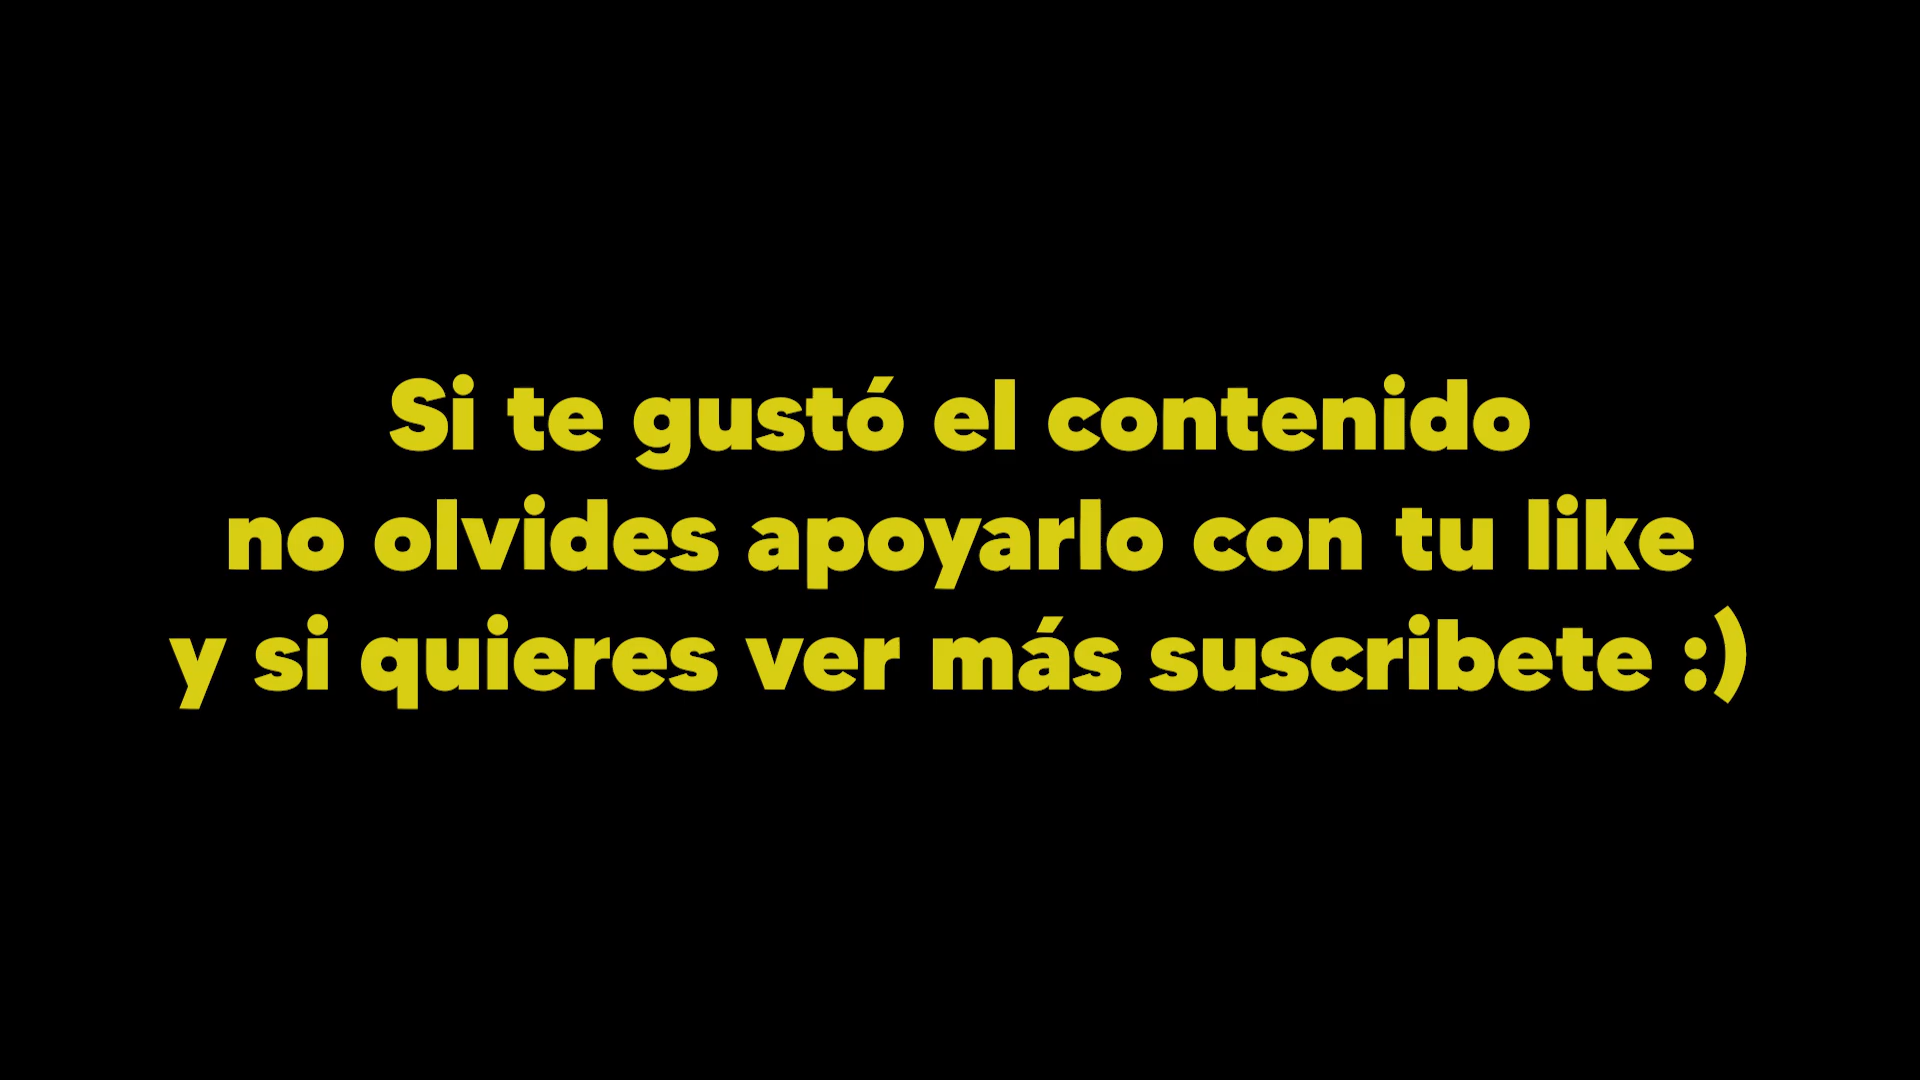 Si te gustó el contenido
no olvides apoyarlo con tu like
y si quieres ver más suscribete :)